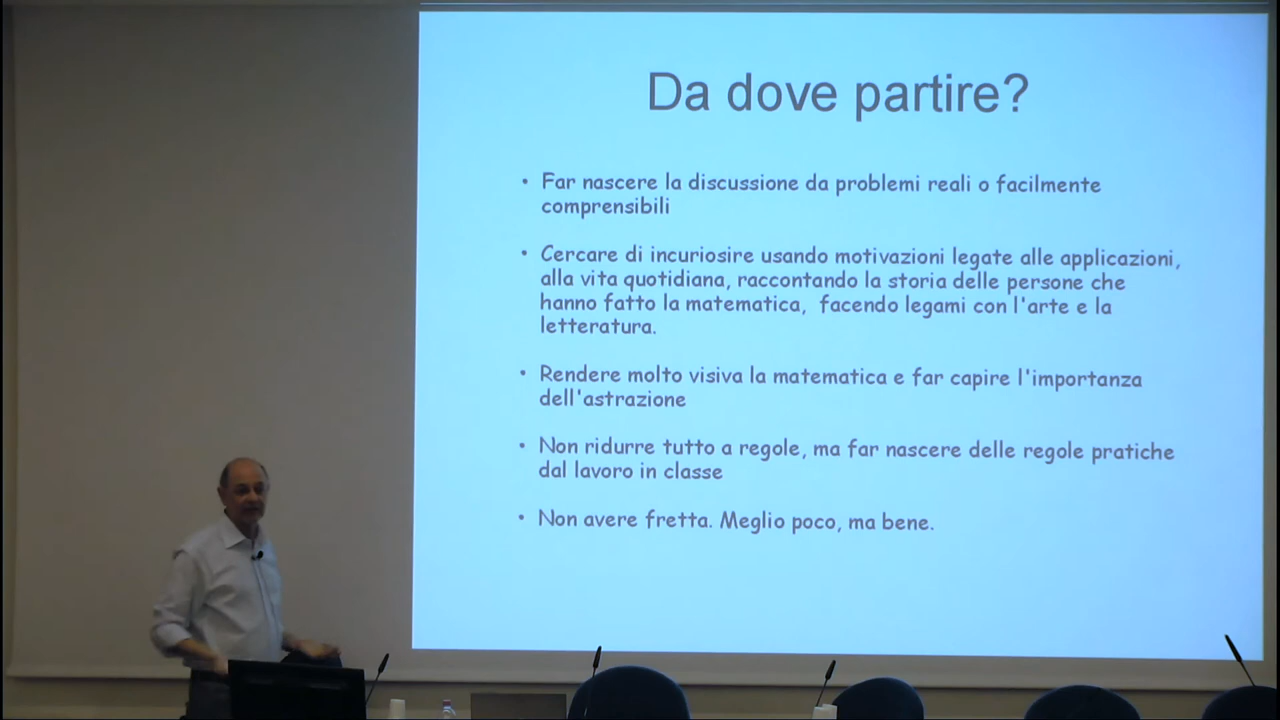 Da dove partire?
• Far nascere la discussione da problemi reali o facilmente
comprensibili
• Cercare di incuriosire usando motivazioni legate alle applicazioni,
alla vita quotidiana, raccontando la storia delle persone che
hanno fatto la matematica, facendo legami con l'arte e la
letteratura.
• Rendere molto visiva la matematica e far capire l'importanza
dell'astrazione
• Non ridurre tutto a regole, ma far nascere delle regole pratiche
dal lavoro in classe
• Non avere fretta. Meglio poco, ma bene.